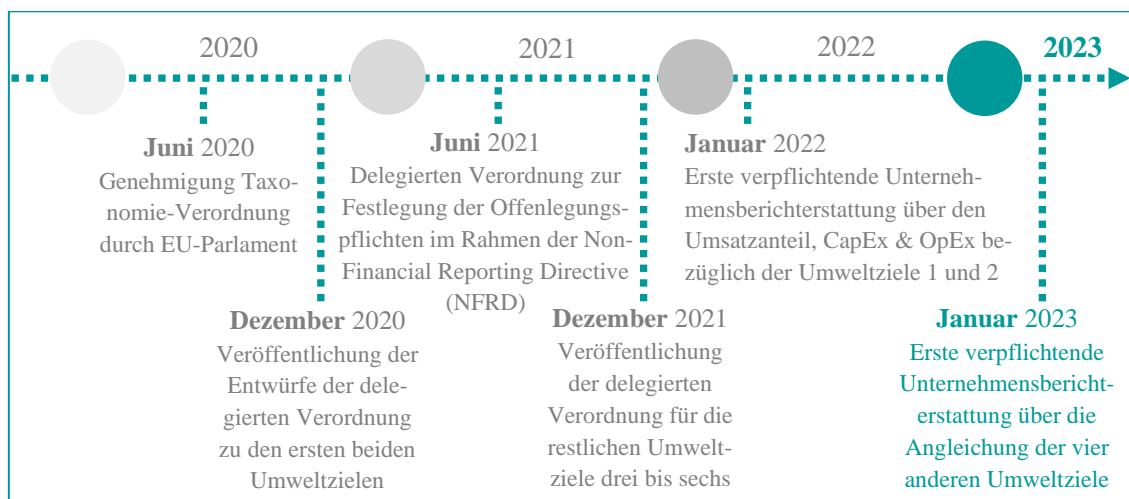 2020
2021
2022
2023
Juni 2020
Genehmigung Taxo-
nomie-Verordnung
durch EU-Parlament
Dezember 2020
Veröffentlichung der
Entwürfe der dele-
gierten Verordnung
zu den ersten beiden
Umweltzielen
Juni 2021
Delegierten Verordnung zur
Festlegung der Offenlegungs-
pflichten im Rahmen der Non-
Financial Reporting Directive
(NFRD)
Dezember 2021
Veröffentlichung
der delegierten
Verordnung für die
restlichen Umwelt-
ziele drei bis sechs
Januar 2022
Erste verpflichtende Unterneh-
mensberichterstattung über den
Umsatzanteil, CapEx & OpEx be-
züglich der Umweltziele 1 und 2
Januar 2023
Erste verpflichtende
Unternehmensbericht-
erstattung über die
Angleichung der vier
anderen Umweltziele